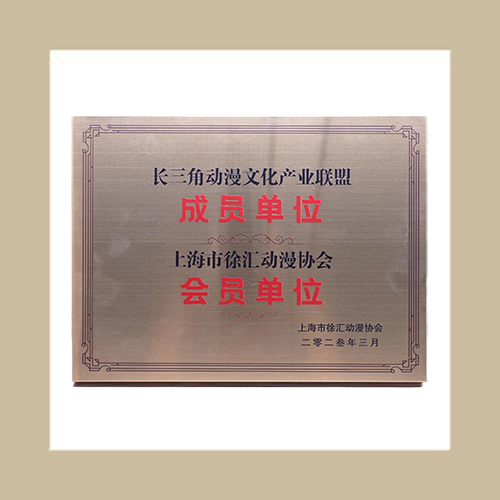 长三角动漫文化产业联盟
成员单位
上海市徐汇动漫协会
会员单位
上海市徐汇动漫协会
二零二叁年三月